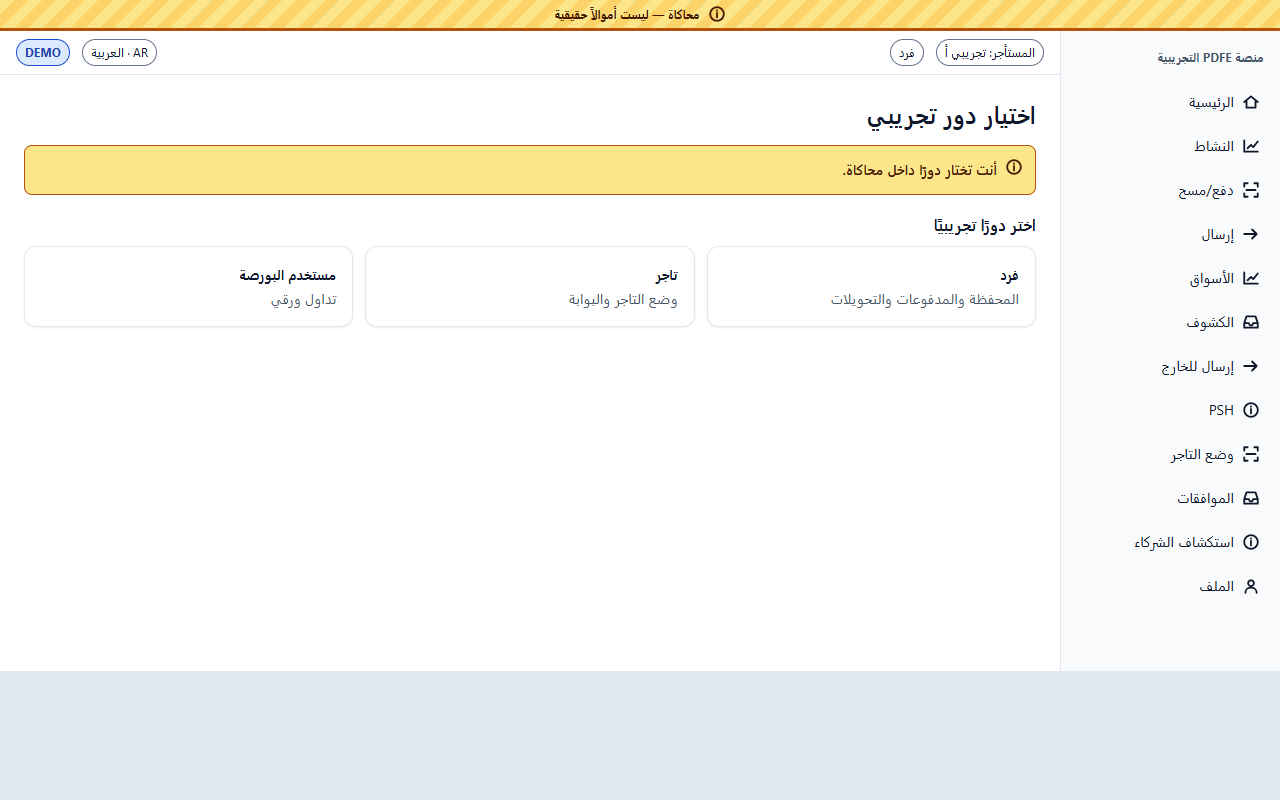 محاكاة — ليست أموالاً حقيقية
منصة PDFE التجريبية
الرئيسية
النشاط
دفع/مسح
إرسال
الأسواق
الكشوف
إرسال للخارج
PSH
وضع التاجر
الموافقات
استكشاف الشركاء
الملف
المستأجر: تجريبي أ
فرد
AR · العربية
DEMO
اختيار دور تجريبي
أنت تختار دورًا داخل محاكاة.
اختر دورًا تجريبيًا
فرد
المحفظة والمدفوعات والتحويلات
تاجر
وضع التاجر والبوابة
مستخدم البورصة
تداول ورقي